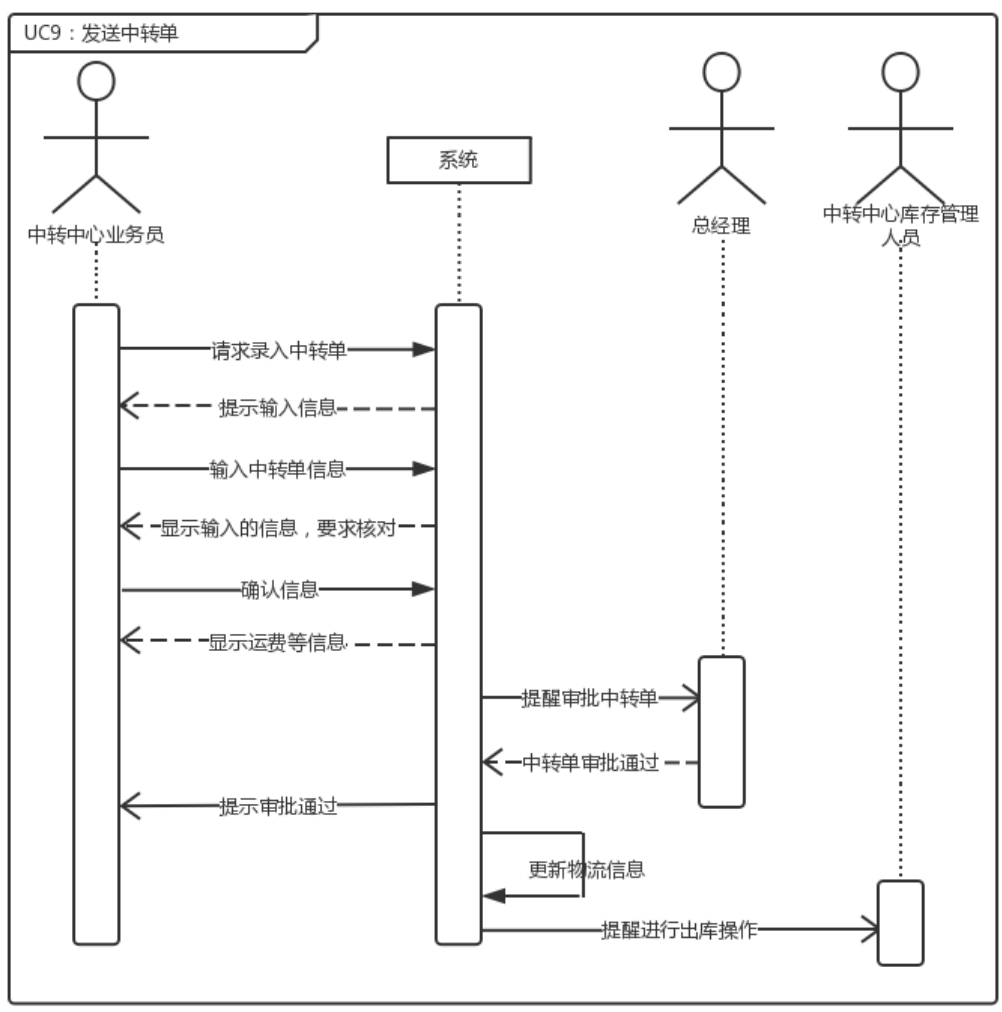 UC9：发送中转单
系统
中转中心业务员
总经理
中转中心库存管理
人员
请求录入中转单
提示输入信息
输入中转单信息
显示输入的信息，要求核对
确认信息
显示运费等信息
提醒审批中转单
中转单审批通过
提示审批通过
更新物流信息
提醒进行出库操作